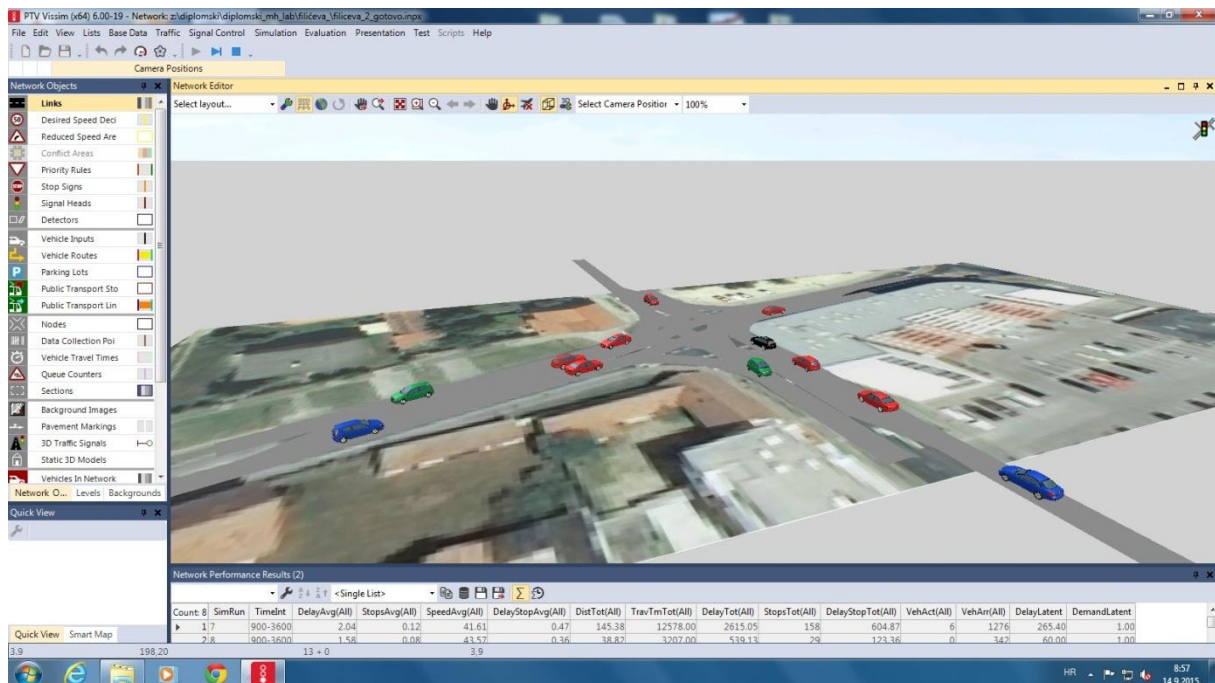 PTV Vissim (x64) 6.00-19 - Network: z:\diplomski\diplomski_mh_lab\filićeva_\filiceva_2_gotovo.inpx
File Edit View Lists Base Data Traffic Signal Control Simulation Evaluation Presentation Test Scripts Help
Camera Positions
Network Objects
Network Editor
Select layout...
Select Camera Position
100%
Links
Desired Speed Deci
Reduced Speed Are
Conflict Areas
Priority Rules
Stop Signs
Signal Heads
Detectors
Vehicle Inputs
Vehicle Routes
Parking Lots
Public Transport Sto
Public Transport Lin
Nodes
Data Collection Poi
Vehicle Travel Times
Queue Counters
Sections
Background Images
Pavement Markings
3D Traffic Signals
Static 3D Models
Vehicles In Network
Network O... Levels Backgrounds
Quick View
Network Performance Results (2)
<Single List>
Count: 8 SimRun TimeInt DelayAvg(All) StopsAvg(All) SpeedAvg(All) DelayStopAvg(All) DistTot(All) TravTmTot(All) DelayTot(All) StopsTot(All) DelayStopTot(All) VehAct(All) VehArr(All) DelayLatent DemandLatent
1 7 900-3600 2.04 0.12 41.61 0.47 145.38 12578.00 2615.05 158 604.87 6 1276 265.40 1.00
2 8 900-3600 1.58 0.08 43.57 0.36 38.82 3207.00 539.13 29 123.36 0 342 60.00 1.00
Quick View Smart Map
3.9 198,20 13 + 0 3,9
HR 8:57
14.9.2015